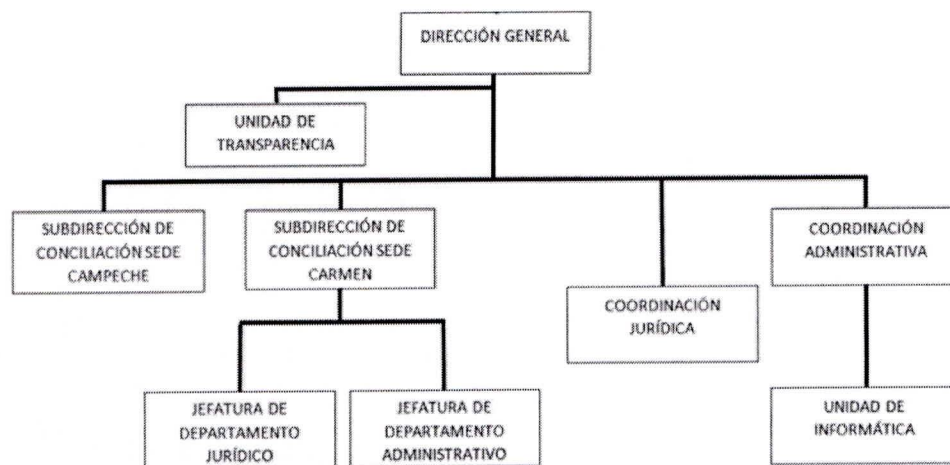 DIRECCIÓN GENERAL
UNIDAD DE
TRANSPARENCIA
SUBDIRECCIÓN DE
CONCILIACIÓN SEDE
CAMPECHE
SUBDIRECCIÓN DE
CONCILIACIÓN SEDE
CARMEN
COORDINACIÓN
JURÍDICA
COORDINACIÓN
ADMINISTRATIVA
JEFATURA DE
DEPARTAMENTO
JURÍDICO
JEFATURA DE
DEPARTAMENTO
ADMINISTRATIVO
UNIDAD DE
INFORMÁTICA